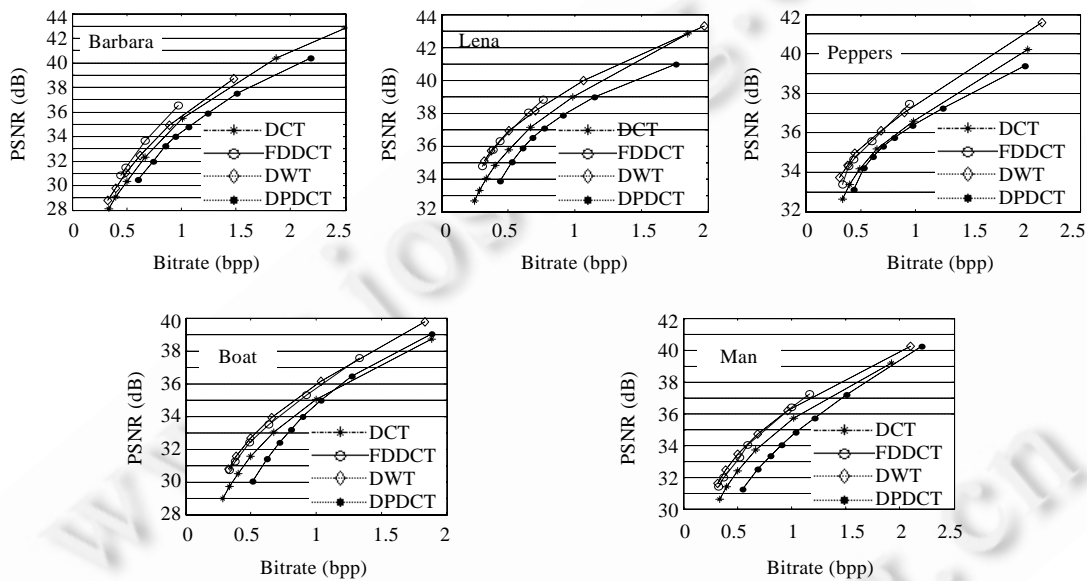 44
42
40
38
36
34
32
30
28
PSNR (dB)
Barbara
DCT
FDDCT
DWT
DPDCT
0 0.5 1 1.5 2 2.5
Bitrate (bpp)
44
42
40
38
36
34
32
PSNR (dB)
Lena
DCT
FDDCT
DWT
DPDCT
0 0.5 1 1.5 2
Bitrate (bpp)
42
40
38
36
34
32
PSNR (dB)
Peppers
DCT
FDDCT
DWT
DPDCT
0 0.5 1 1.5 2 2.5
Bitrate (bpp)
40
38
36
34
32
30
28
PSNR (dB)
Boat
DCT
FDDCT
DWT
DPDCT
0 0.5 1 1.5 2
Bitrate (bpp)
42
40
38
36
34
32
30
PSNR (dB)
Man
DCT
FDDCT
DWT
DPDCT
0 0.5 1 1.5 2 2.5
Bitrate (bpp)